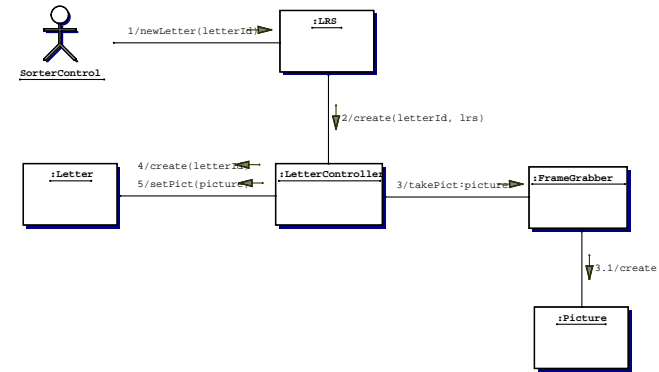 1/newLetter(letterId)
:LRS
SorterControl
2/create(letterId, lrs)
4/create(letterId)
5/setPict(picture)
:Letter
:LetterController
3/takePict:picture
:FrameGrabber
3.1/create
:Picture